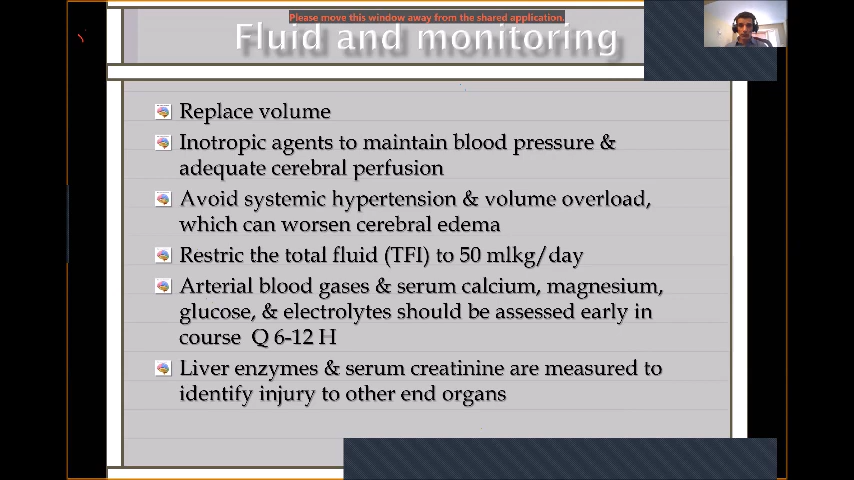 Please move this window away from the shared application.
Fluid and monitoring
Replace volume
Inotropic agents to maintain blood pressure &
adequate cerebral perfusion
Avoid systemic hypertension & volume overload,
which can worsen cerebral edema
Restric the total fluid (TFI) to 50 mlkg/day
Arterial blood gases & serum calcium, magnesium,
glucose, & electrolytes should be assessed early in
course Q 6-12 H
Liver enzymes & serum creatinine are measured to
identify injury to other end organs